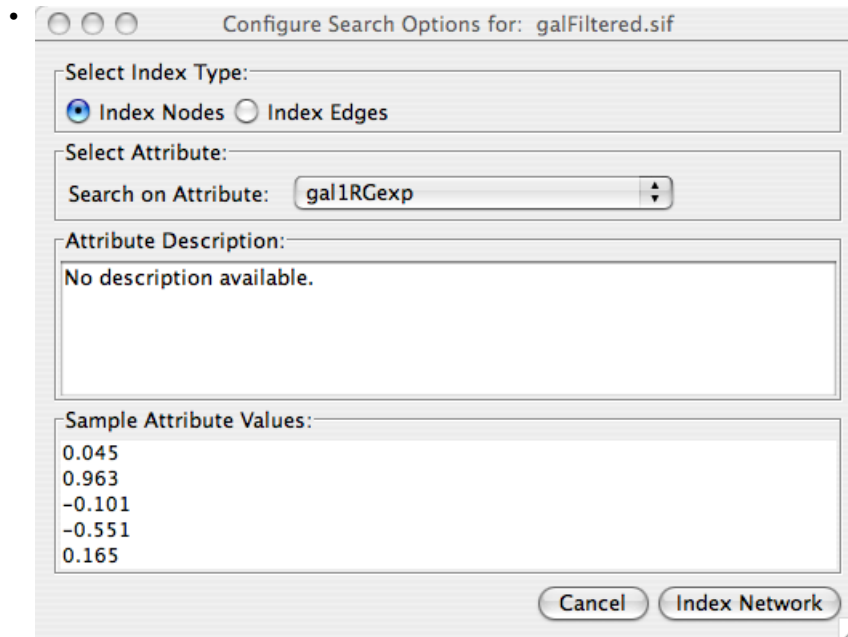 Configure Search Options for: galFiltered.sif
Select Index Type:
Index Nodes Index Edges
Select Attribute:
Search on Attribute: gal1RGexp
Attribute Description:
No description available.
Sample Attribute Values:
0.045
0.963
-0.101
-0.551
0.165
Cancel Index Network